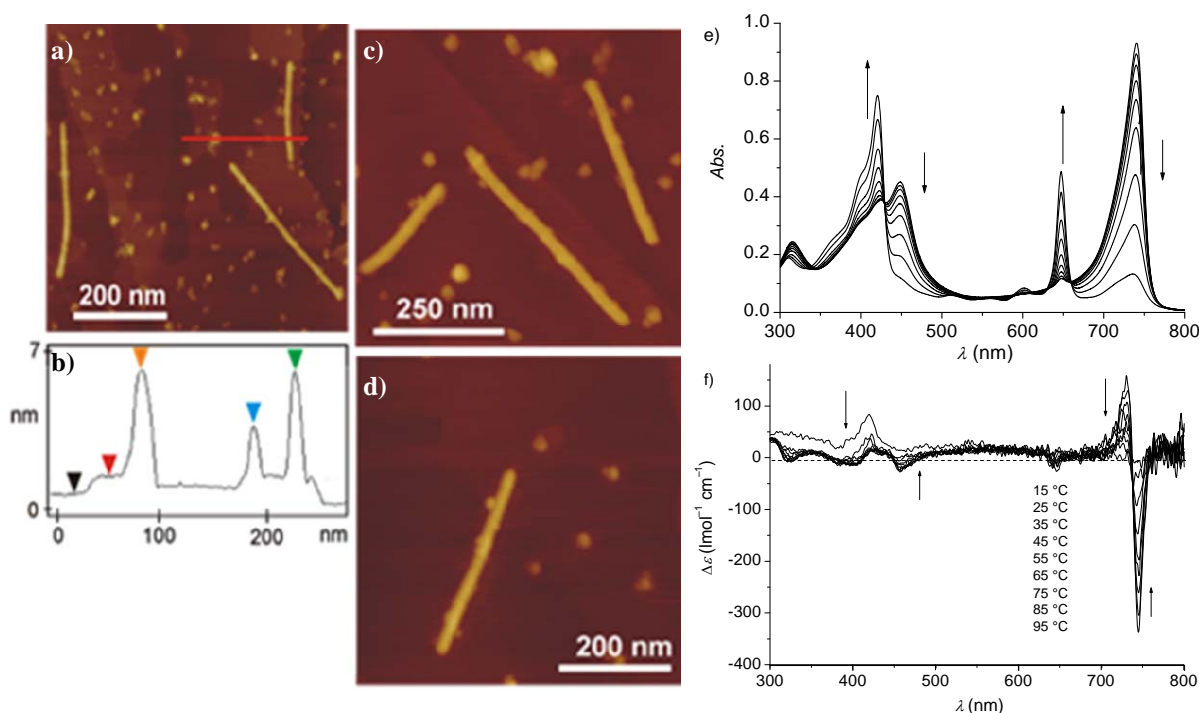 a)
200 nm
b)
7
nm
0
0
100
200
nm
c)
250 nm
d)
200 nm
e)
1.0
0.8
0.6
0.4
0.2
0.0
Abs.
300 400 500 600 700 800
λ (nm)
f)
100
0
-100
-200
-300
-400
Δε (lmol⁻¹ cm⁻¹)
15 °C
25 °C
35 °C
45 °C
55 °C
65 °C
75 °C
85 °C
95 °C
300 400 500 600 700 800
λ (nm)